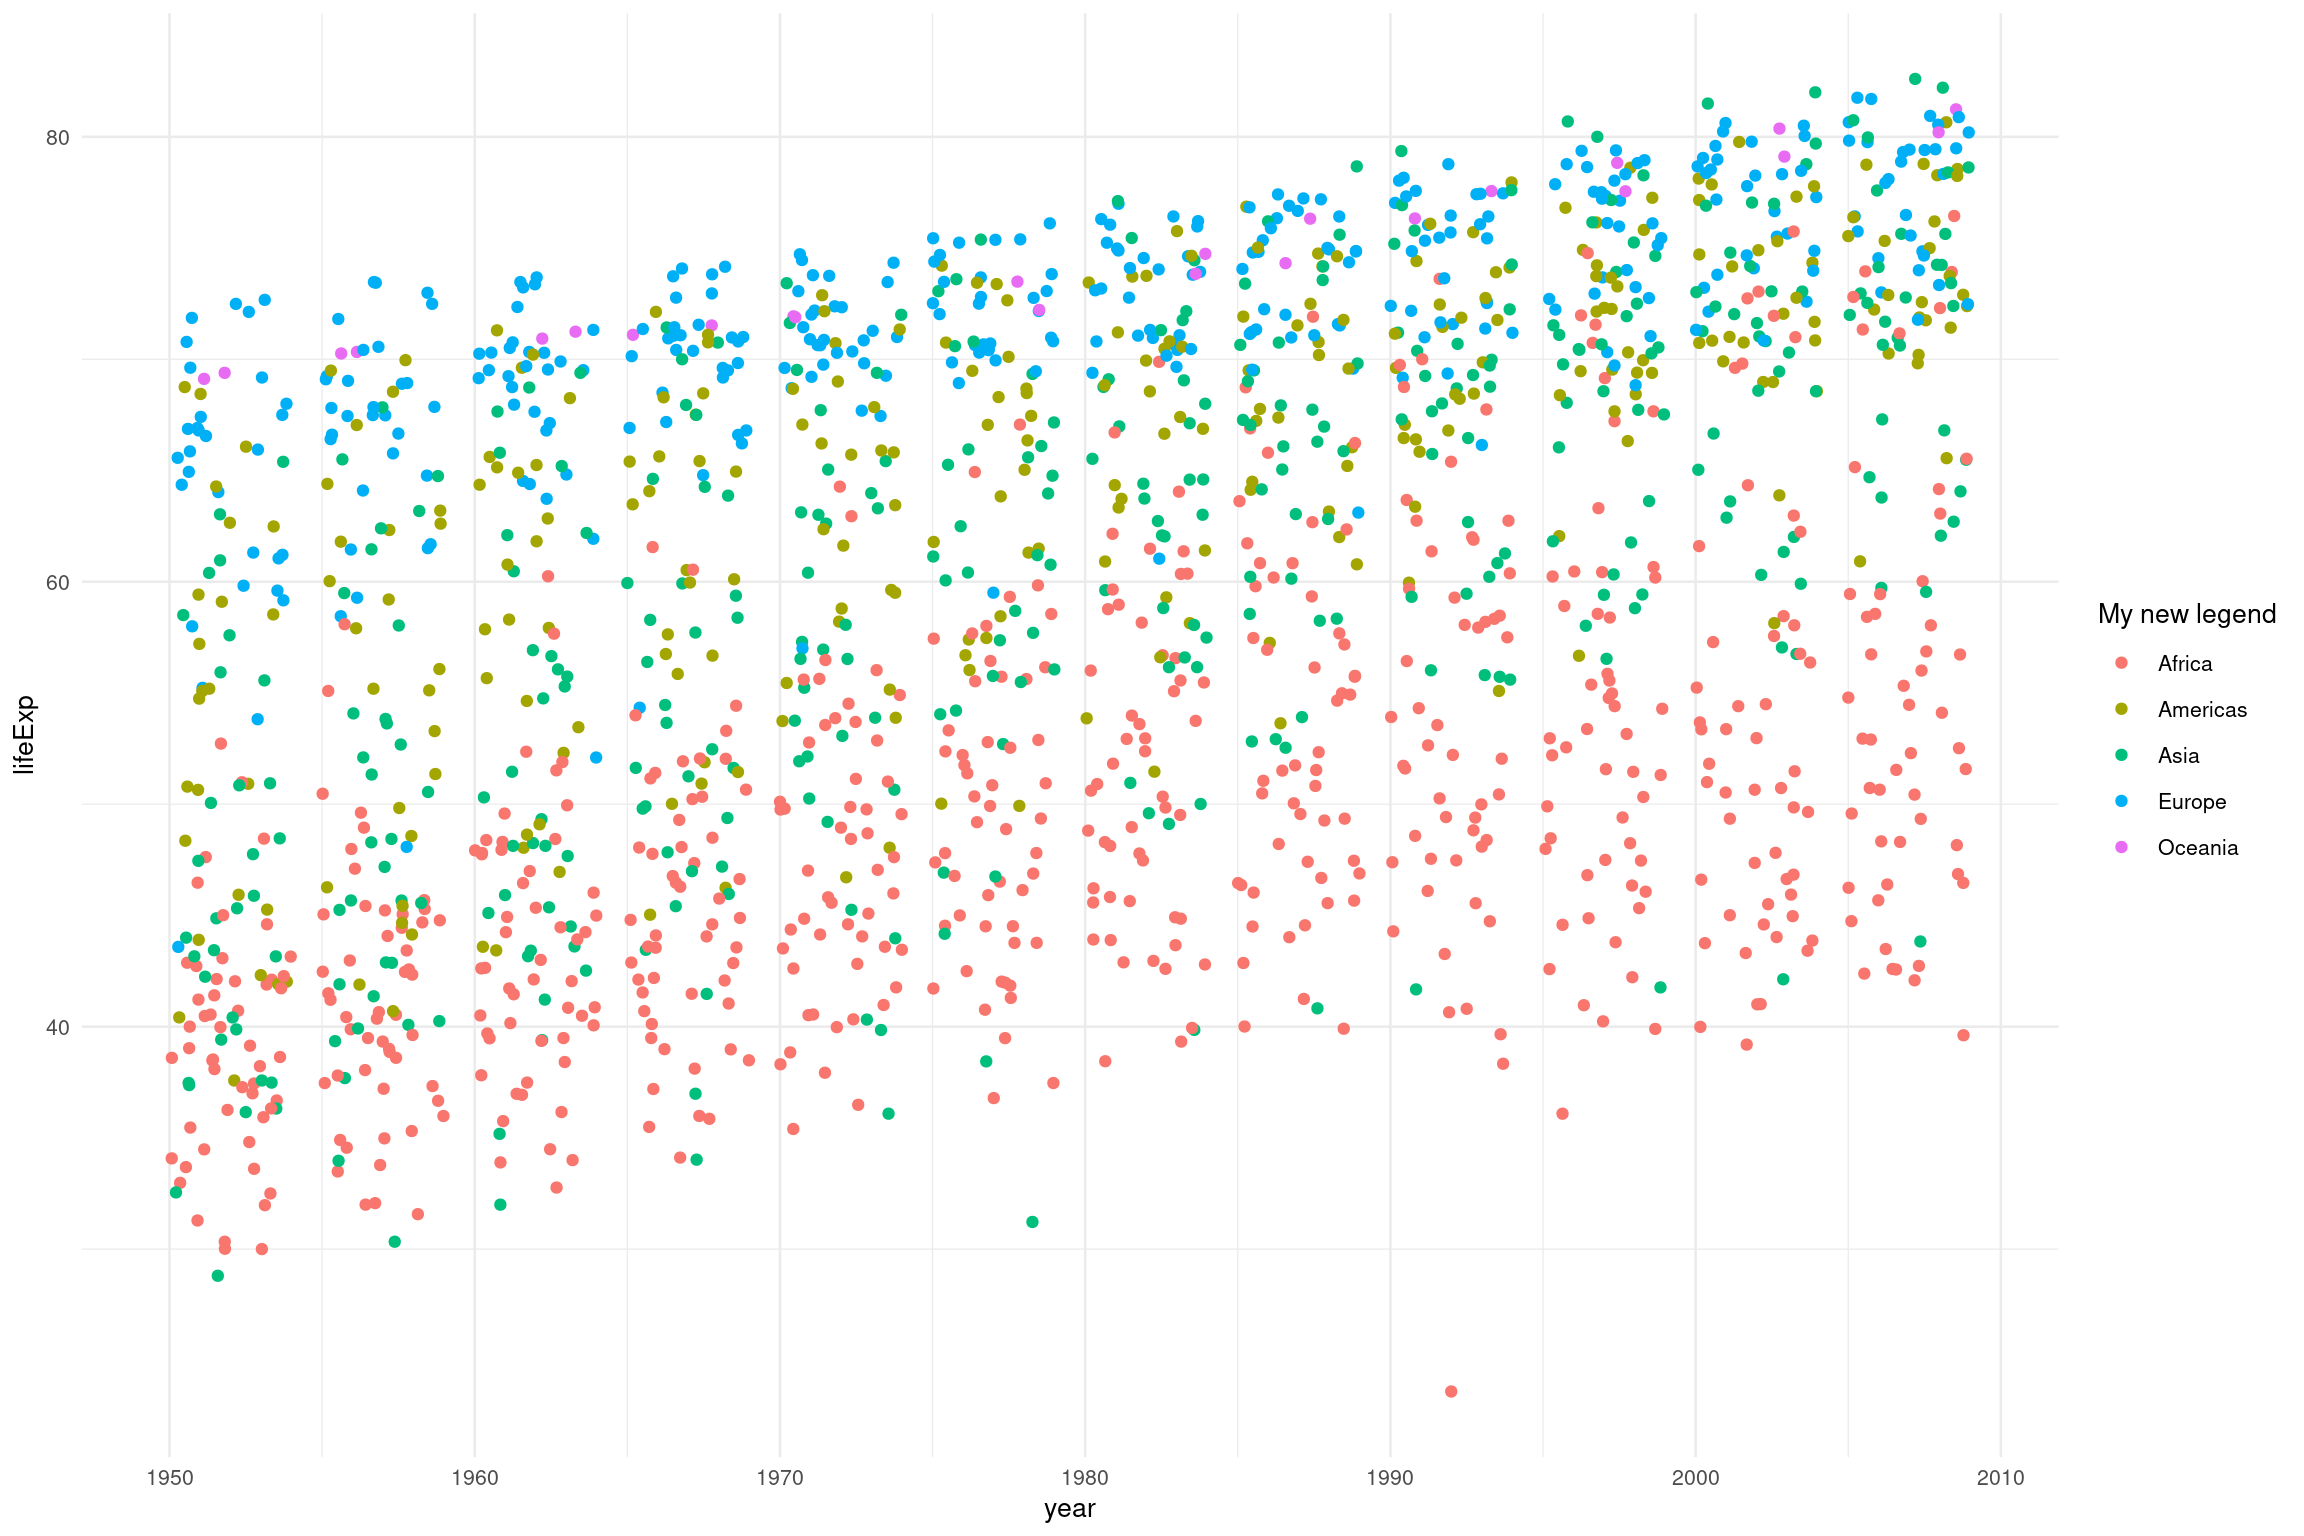 80
60
40
lifeExp
1950
1960
1970
1980
1990
2000
2010
year
My new legend
Africa
Americas
Asia
Europe
Oceania